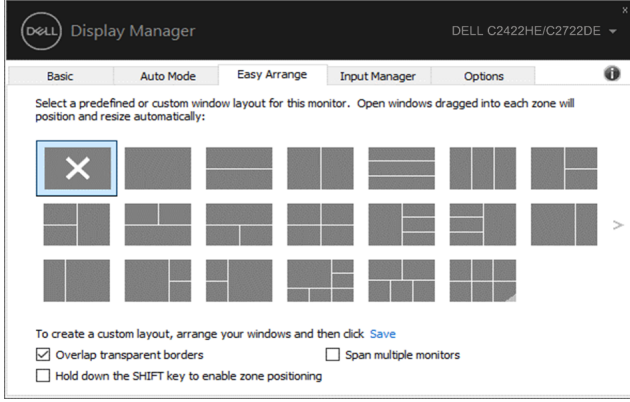 x
DELL Display Manager
DELL C2422HE/C2722DE
Basic Auto Mode Easy Arrange Input Manager Options
Select a predefined or custom window layout for this monitor. Open windows dragged into each zone will
position and resize automatically:
To create a custom layout, arrange your windows and then click Save
Overlap transparent borders Span multiple monitors
Hold down the SHIFT key to enable zone positioning